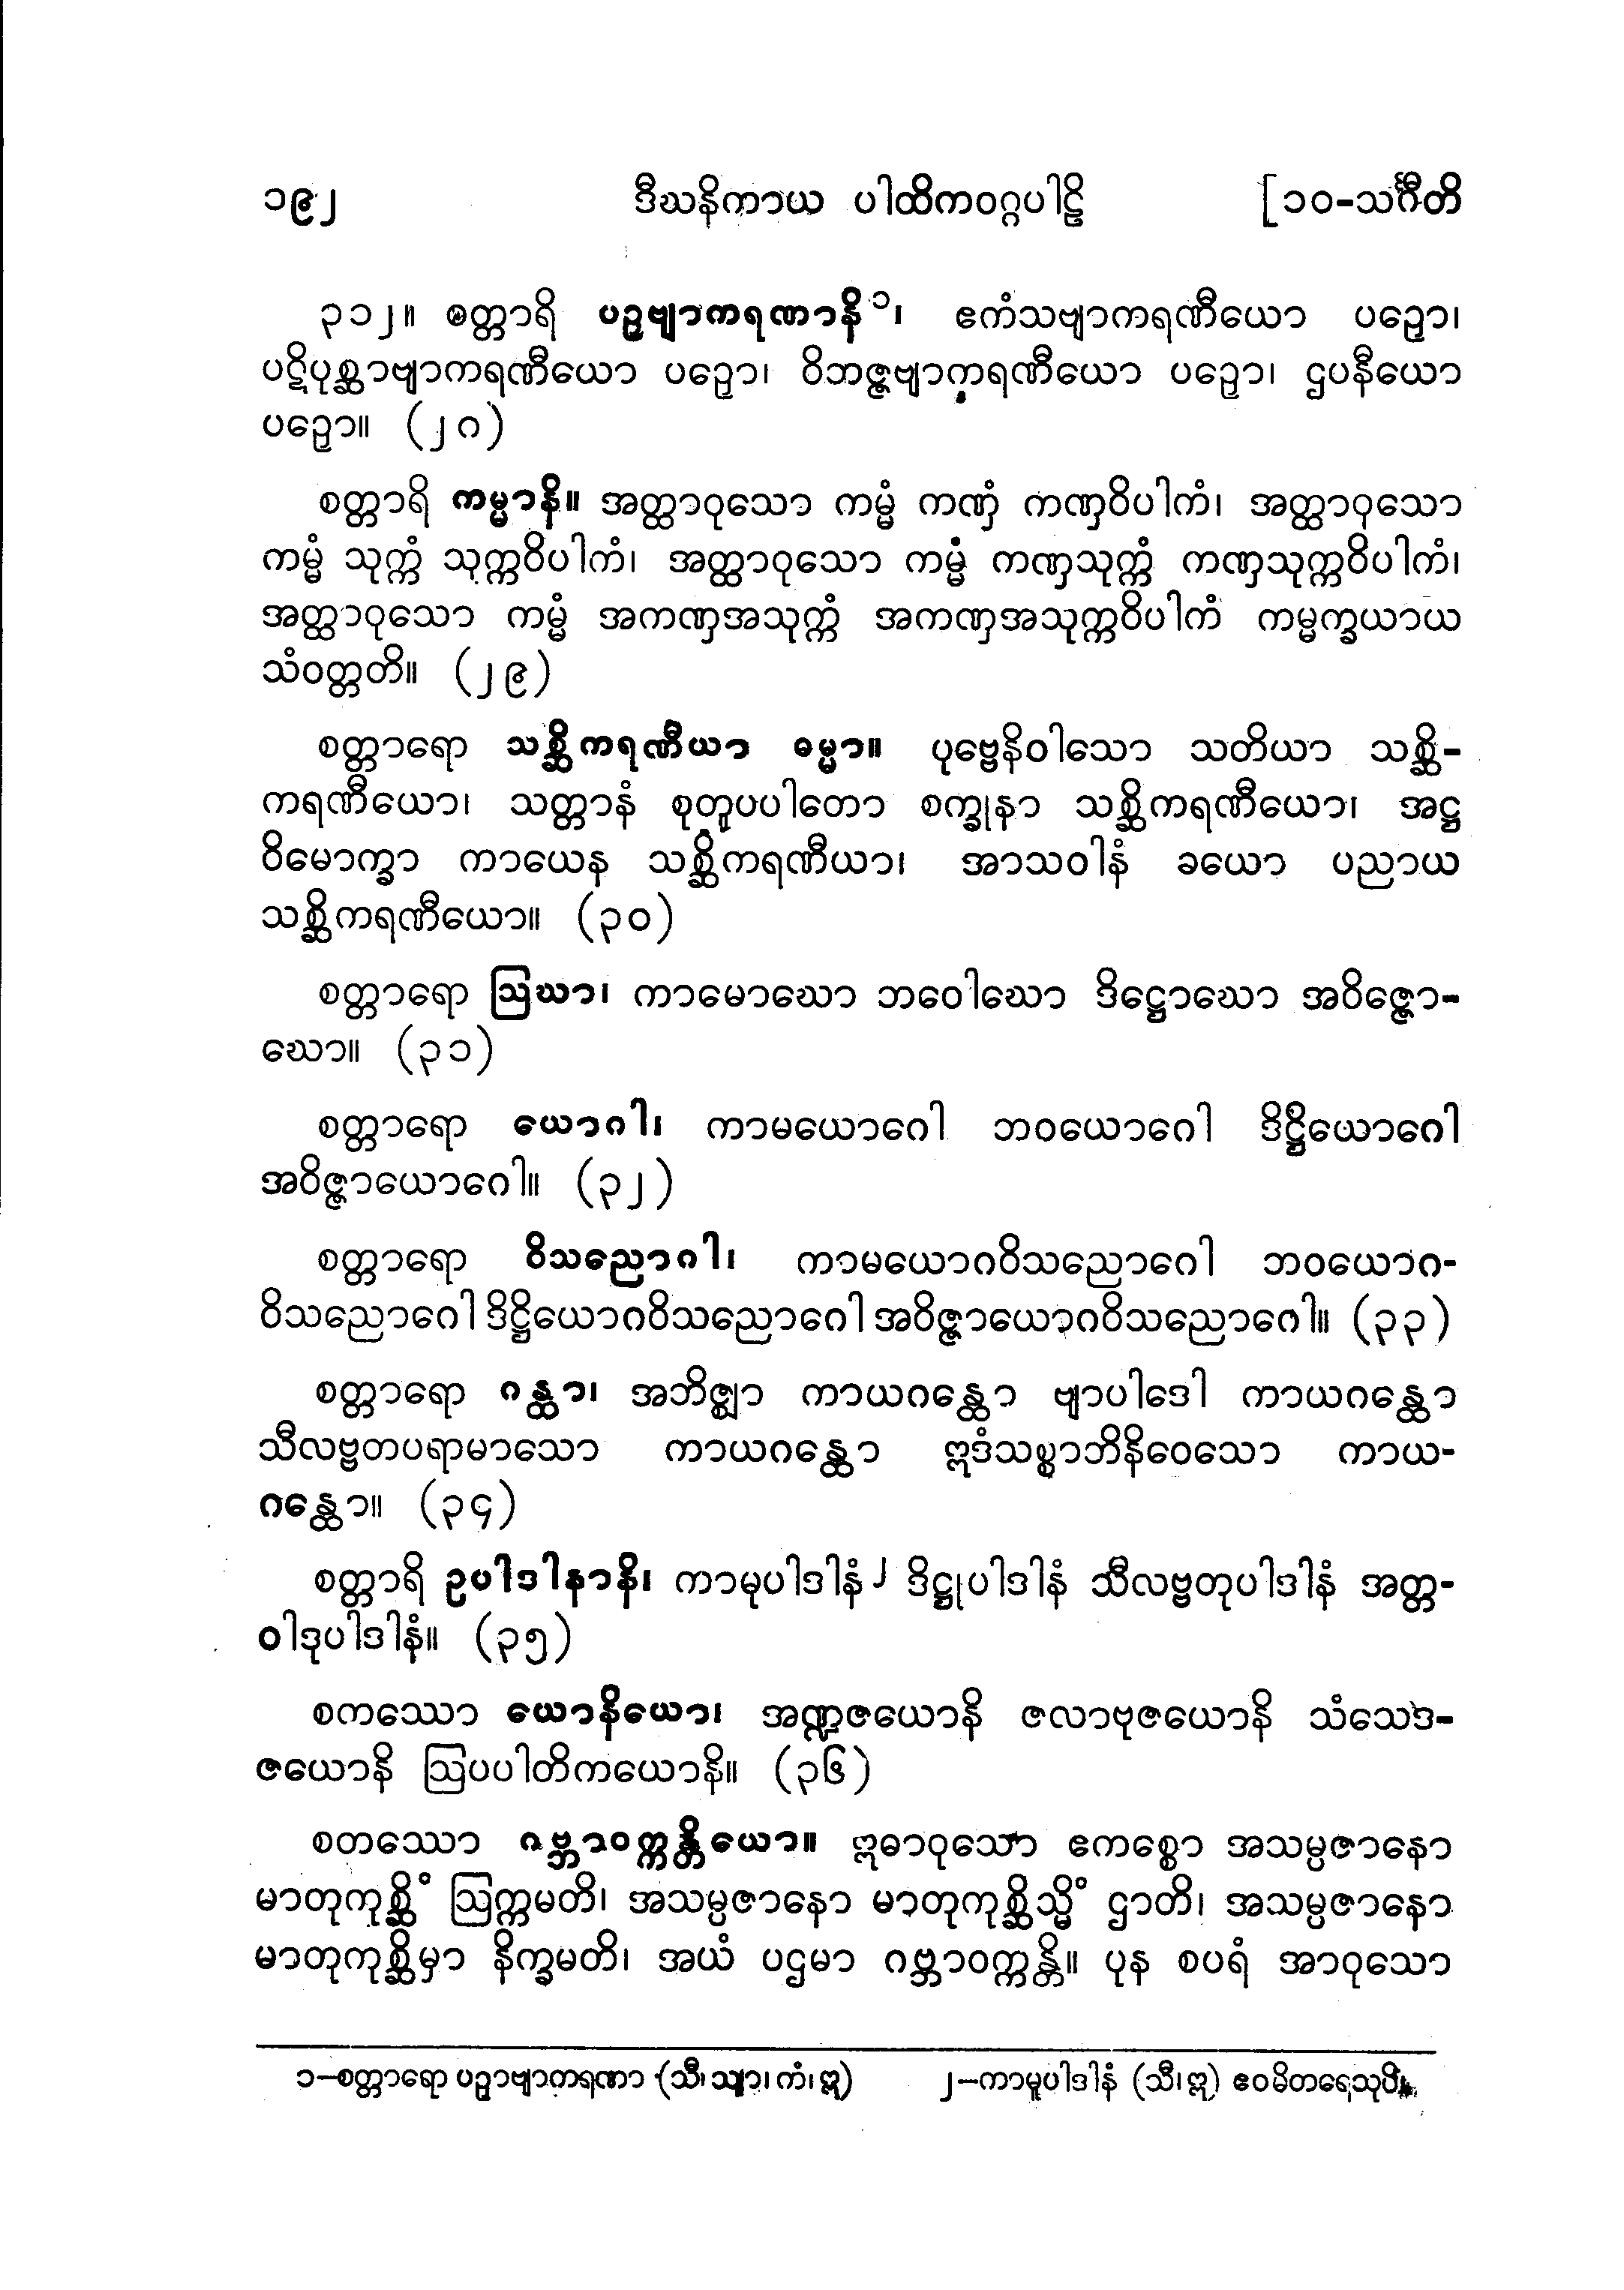 ၁၉၂ ဒီဃနိကာယ ပါထိကဝဂ္ဂပါဠိ [၁၀-သင်္ဂီတိ
၃၁၂။ စတ္တာရိ ပဉှဗျာကရဏာနိ၁၊ ဧကံသဗျာကရဏီယော ပဉှော၊
ပဋိပုစ္ဆာဗျာကရဏီယော ပဉှော၊ ဝိဘဇ္ဇဗျာကရဏီယော ပဉှော၊ ဌပနီယော
ပဉှော။ (၂၈)
စတ္တာရိ ကမ္မာနိ။ အတ္ထာဝုသော ကမ္မံ ကဏှံ ကဏှဝိပါကံ၊ အတ္ထာဝုသော
ကမ္မံ သုက္ကံ သုက္ကဝိပါကံ၊ အတ္ထာဝုသော ကမ္မံ ကဏှသုက္ကံ ကဏှသုက္ကဝိပါကံ၊
အတ္ထာဝုသော ကမ္မံ အကဏှအသုက္ကံ အကဏှအသုက္ကဝိပါကံ ကမ္မက္ခယာယ
သံဝတ္တတိ။ (၂၉)
စတ္တာရော သစ္ဆိကရဏီယာ ဓမ္မာ။ ပုဗ္ဗေနိဝါသော သတိယာ သစ္ဆိ-
ကရဏီယော၊ သတ္တာနံ စုတူပပါတော စက္ခုနာ သစ္ဆိကရဏီယော၊ အဋ္ဌ
ဝိမောက္ခာ ကာယေန သစ္ဆိကရဏီယာ၊ အာသဝါနံ ခယော ပညာယ
သစ္ဆိကရဏီယော။ (၃၀)
စတ္တာရော ဩဃာ၊ ကာမောဃော ဘဝေါဃော ဒိဋ္ဌောဃော အဝိဇ္ဇော-
ဃော။ (၃၁)
စတ္တာရော ယောဂါ၊ ကာမယောဂေါ ဘဝယောဂေါ ဒိဋ္ဌိယောဂေါ
အဝိဇ္ဇာယောဂေါ။ (၃၂)
စတ္တာရော ဝိသညောဂါ၊ ကာမယောဂဝိသညောဂေါ ဘဝယောဂ-
ဝိသညောဂေါ ဒိဋ္ဌိယောဂဝိသညောဂေါ အဝိဇ္ဇာယောဂဝိသညောဂေါ။ (၃၃)
စတ္တာရော ဂန္ထာ၊ အဘိဇ္ဈာ ကာယဂန္ထော ဗျာပါဒေါ ကာယဂန္ထော
သီလဗ္ဗတပရာမာသော ကာယဂန္ထော ဣဒံသစ္စာဘိနိဝေသော ကာယ-
ဂန္ထော။ (၃၄)
စတ္တာရိ ဥပါဒါနာနိ၊ ကာမုပါဒါနံ၂ ဒိဋ္ဌုပါဒါနံ သီလဗ္ဗတုပါဒါနံ အတ္တ-
ဝါဒုပါဒါနံ။ (၃၅)
စတဿော ယောနိယော၊ အဏ္ဍဇယောနိ ဇလာဗုဇယောနိ သံသေဒ-
ဇယောနိ ဩပပါတိကယောနိ။ (၃၆)
စတဿော ဂဗ္ဘာဝက္ကန္တိယော။ ဣဓာဝုသော ဧကစ္စော အသမ္ပဇာနော
မာတုကုစ္ဆိံ ဩက္ကမတိ၊ အသမ္ပဇာနော မာတုကုစ္ဆိသ္မိံ ဌာတိ၊ အသမ္ပဇာနော
မာတုကုစ္ဆိမှာ နိက္ခမတိ၊ အယံ ပဌမာ ဂဗ္ဘာဝက္ကန္တိ။ ပုန စပရံ အာဝုသော
၁-စတ္တာရော ပဉှာဗျာကရဏာ (သီ၊ သျာ၊ ကံ၊ ဣ) ၂-ကာမူပါဒါနံ (သီ၊ ဣ) ဧဝမိတရေသုပိ။